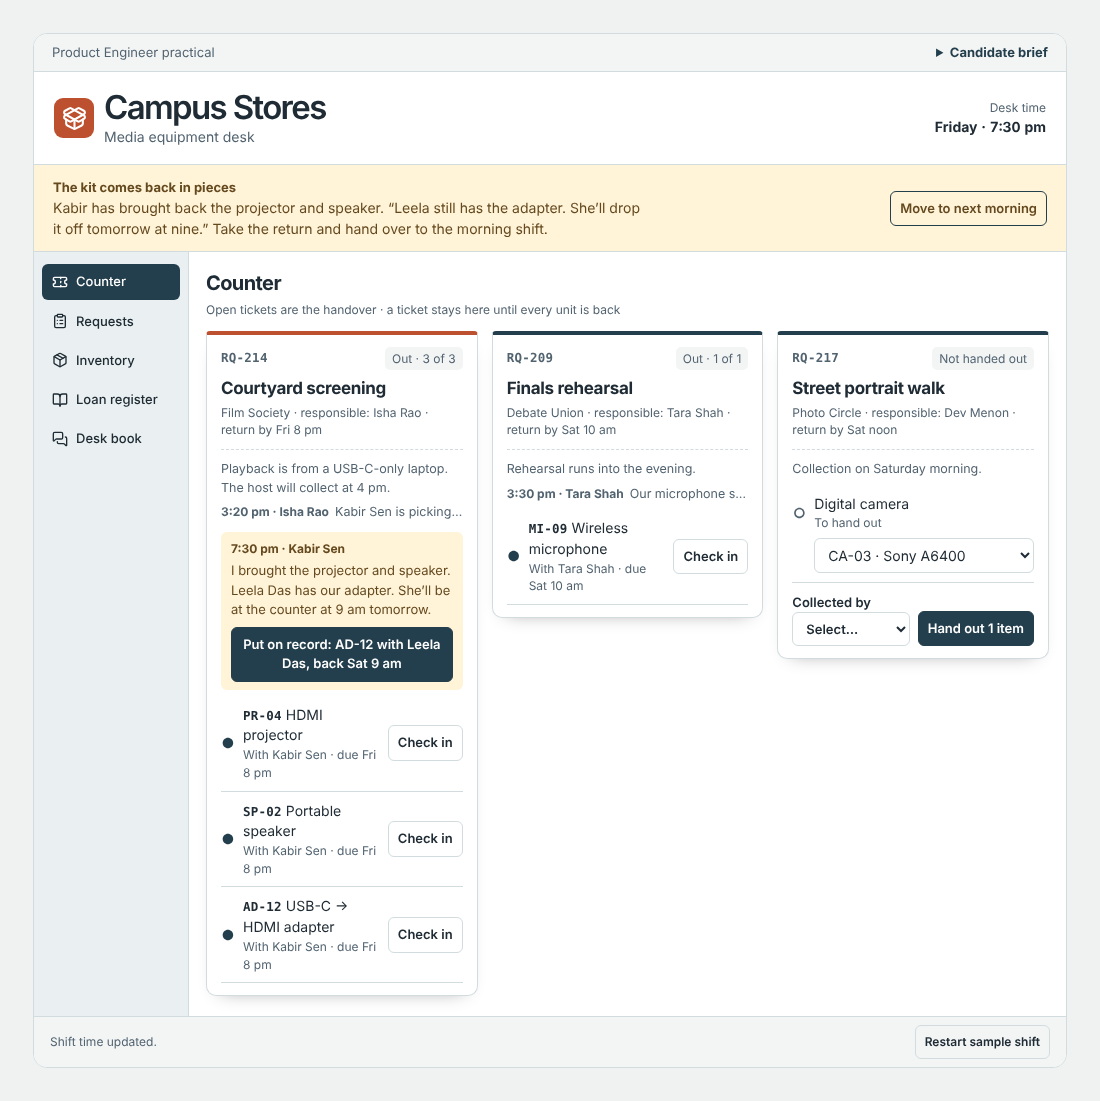 Product Engineer practical
Candidate brief
Campus Stores
Media equipment desk
Desk time
Friday · 7:30 pm
The kit comes back in pieces
Kabir has brought back the projector and speaker. “Leela still has the adapter. She’ll drop
it off tomorrow at nine.” Take the return and hand over to the morning shift.
Move to next morning
Counter
Requests
Inventory
Loan register
Desk book
Counter
Open tickets are the handover · a ticket stays here until every unit is back
RQ-214
Out · 3 of 3
Courtyard screening
Film Society · responsible: Isha Rao ·
return by Fri 8 pm
Playback is from a USB-C-only laptop.
The host will collect at 4 pm.
3:20 pm · Isha Rao Kabir Sen is picking…
7:30 pm · Kabir Sen
I brought the projector and speaker.
Leela Das has our adapter. She’ll be
at the counter at 9 am tomorrow.
Put on record: AD-12 with Leela
Das, back Sat 9 am
PR-04 HDMI
projector
With Kabir Sen · due Fri
8 pm
Check in
SP-02 Portable
speaker
With Kabir Sen · due Fri
8 pm
Check in
AD-12 USB-C →
HDMI adapter
With Kabir Sen · due Fri
8 pm
Check in
RQ-209
Out · 1 of 1
Finals rehearsal
Debate Union · responsible: Tara Shah ·
return by Sat 10 am
Rehearsal runs into the evening.
3:30 pm · Tara Shah Our microphone s…
MI-09 Wireless
microphone
With Tara Shah · due
Sat 10 am
Check in
RQ-217
Not handed out
Street portrait walk
Photo Circle · responsible: Dev Menon ·
return by Sat noon
Collection on Saturday morning.
Digital camera
To hand out
CA-03 · Sony A6400
Collected by
Select…
Hand out 1 item
Shift time updated.
Restart sample shift